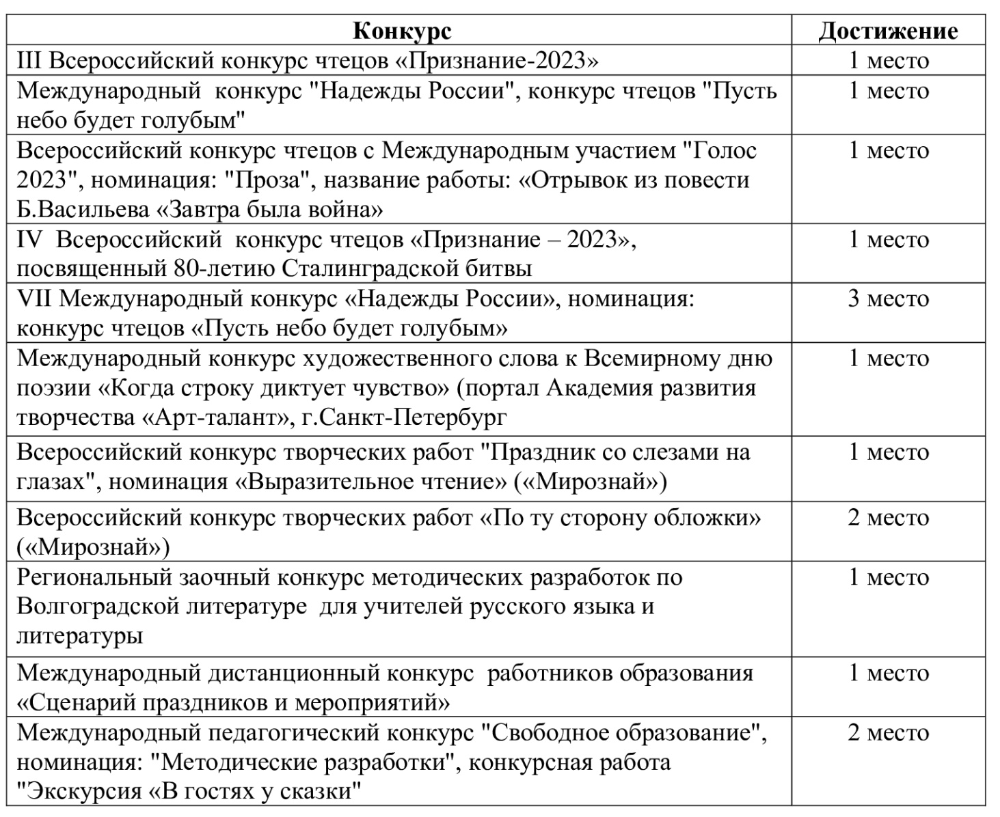 Конкурс Достижение
III Всероссийский конкурс чтецов «Признание-2023» 1 место
Международный  конкурс "Надежды России", конкурс чтецов "Пусть 1 место
небо будет голубым"
Всероссийский конкурс чтецов с Международным участием "Голос 1 место
2023", номинация: "Проза", название работы: «Отрывок из повести
Б.Васильева «Завтра была война»
IV  Всероссийский  конкурс чтецов «Признание – 2023», 1 место
посвященный 80-летию Сталинградской битвы
VII Международный конкурс «Надежды России», номинация: 3 место
конкурс чтецов «Пусть небо будет голубым»
Международный конкурс художественного слова к Всемирному дню 1 место
поэзии «Когда строку диктует чувство» (портал Академия развития
творчества «Арт-талант», г.Санкт-Петербург
Всероссийский конкурс творческих работ "Праздник со слезами на 1 место
глазах", номинация «Выразительное чтение» («Мирознай»)
Всероссийский конкурс творческих работ «По ту сторону обложки» 2 место
(«Мирознай»)
Региональный заочный конкурс методических разработок по 1 место
Волгоградской литературе  для учителей русского языка и
литературы
Международный дистанционный конкурс  работников образования 1 место
«Сценарий праздников и мероприятий»
Международный педагогический конкурс "Свободное образование", 2 место
номинация: "Методические разработки", конкурсная работа
"Экскурсия «В гостях у сказки"